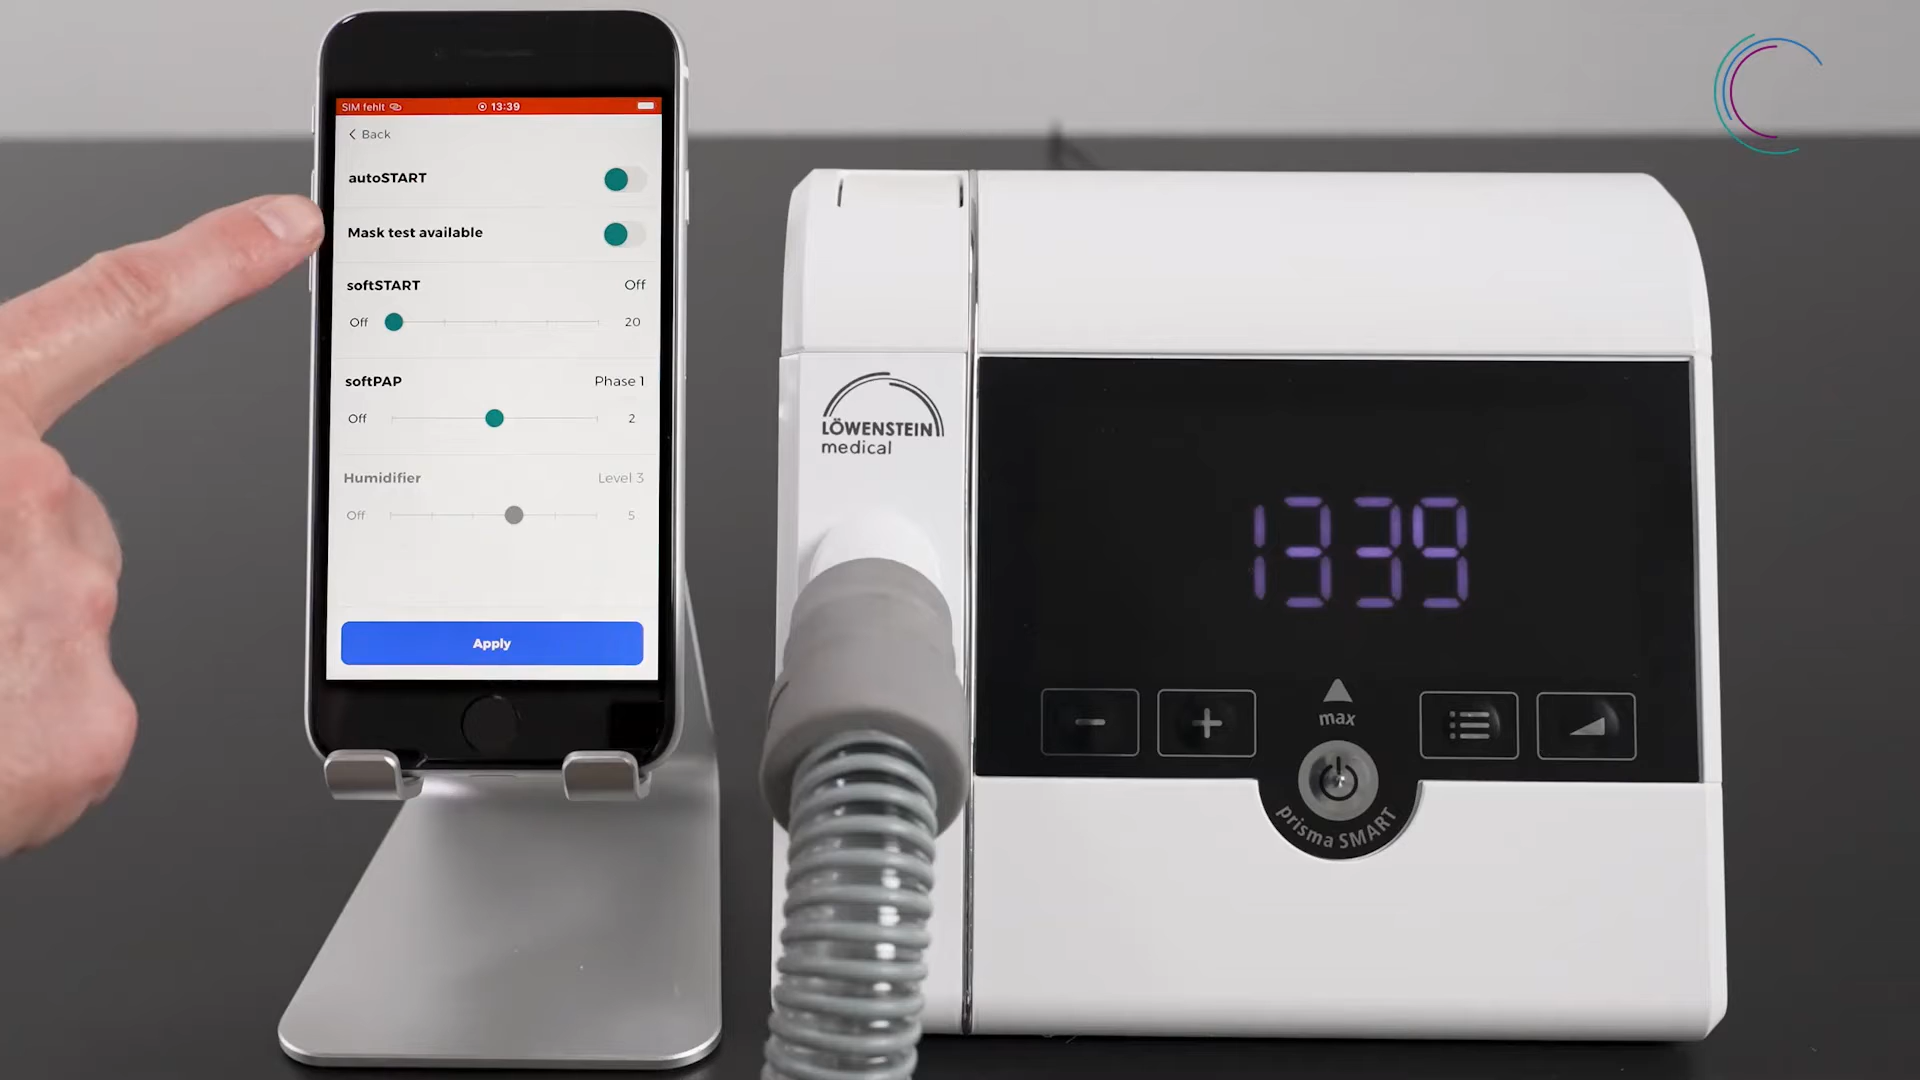 SIM fehlt
13:39
Back
autoSTART
Mask test available
softSTART Off
Off 20
softPAP Phase 1
Off 2
Humidifier Level 3
Off 5
Apply
LÖWENSTEIN
medical
1339
max
prisma SMART